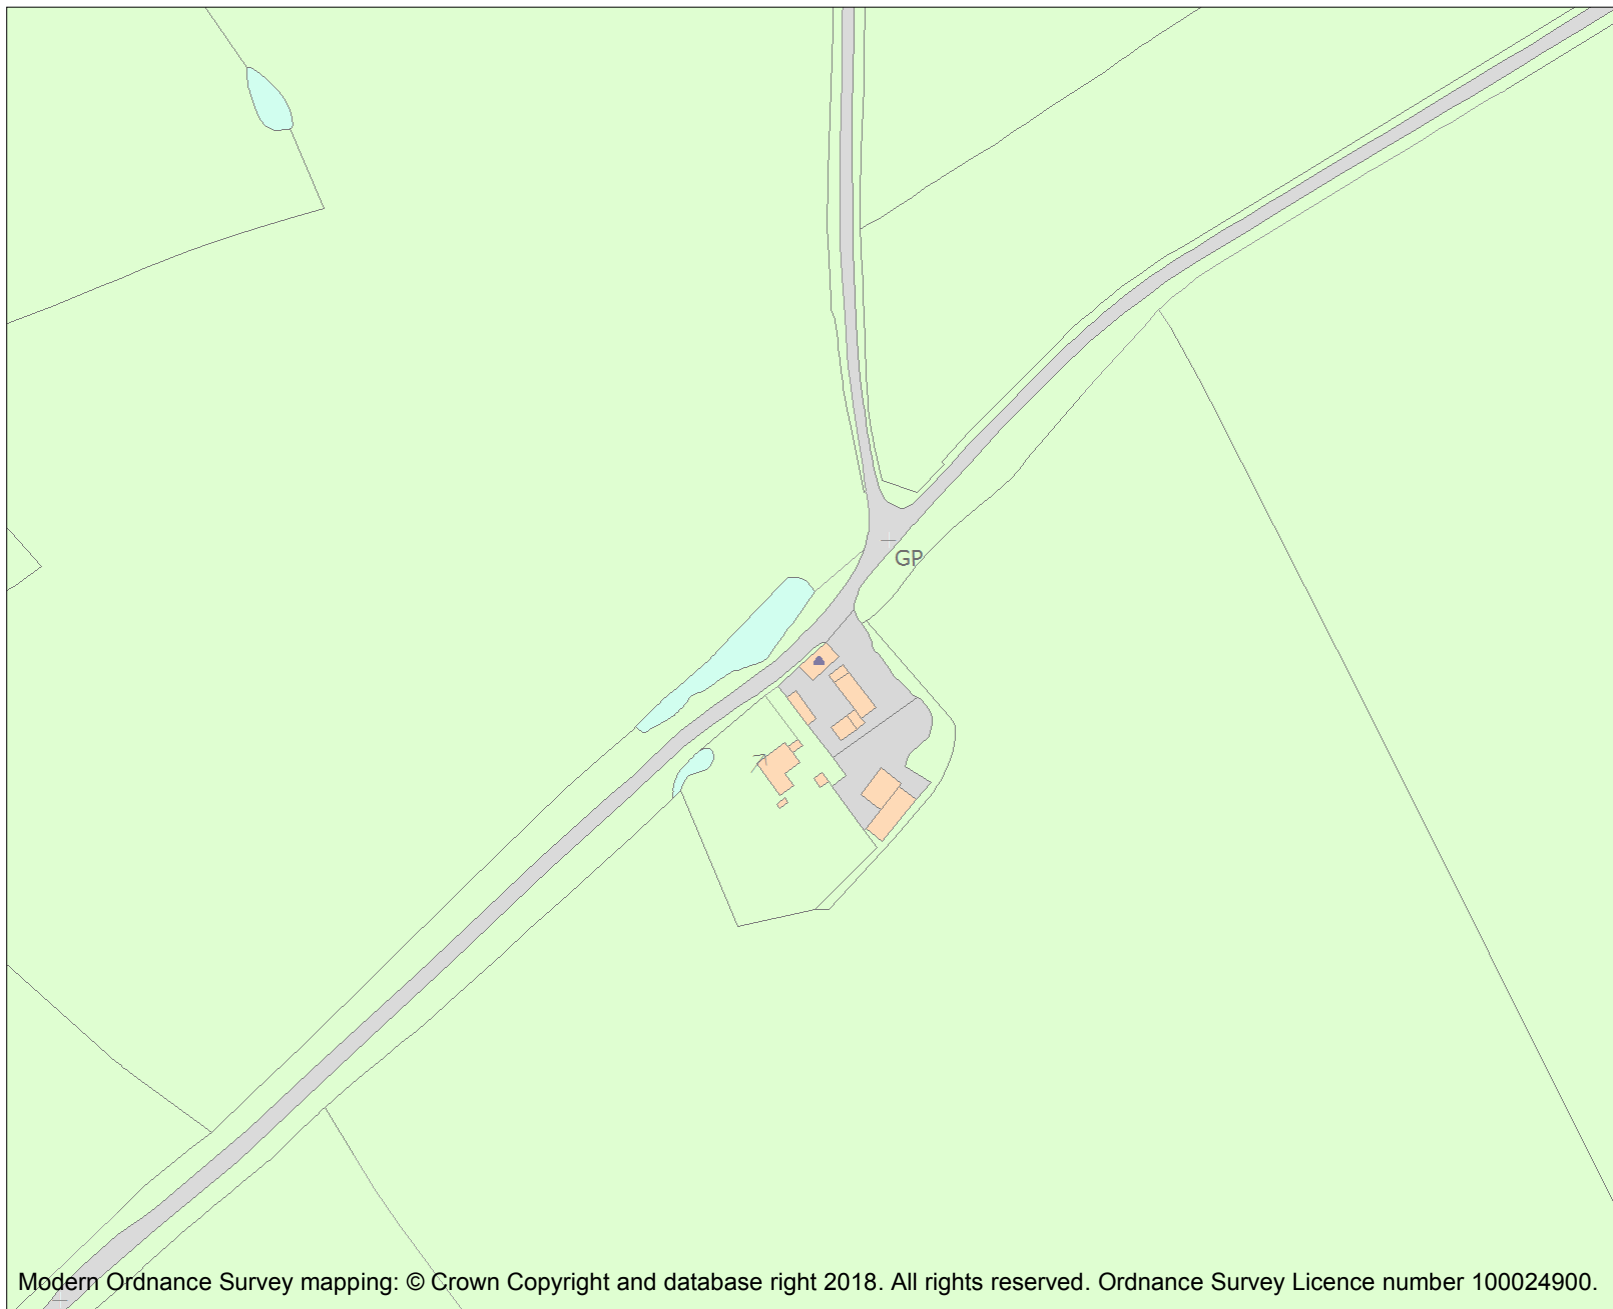 GP
Modern Ordnance Survey mapping: © Crown Copyright and database right 2018. All rights reserved. Ordnance Survey Licence number 100024900.